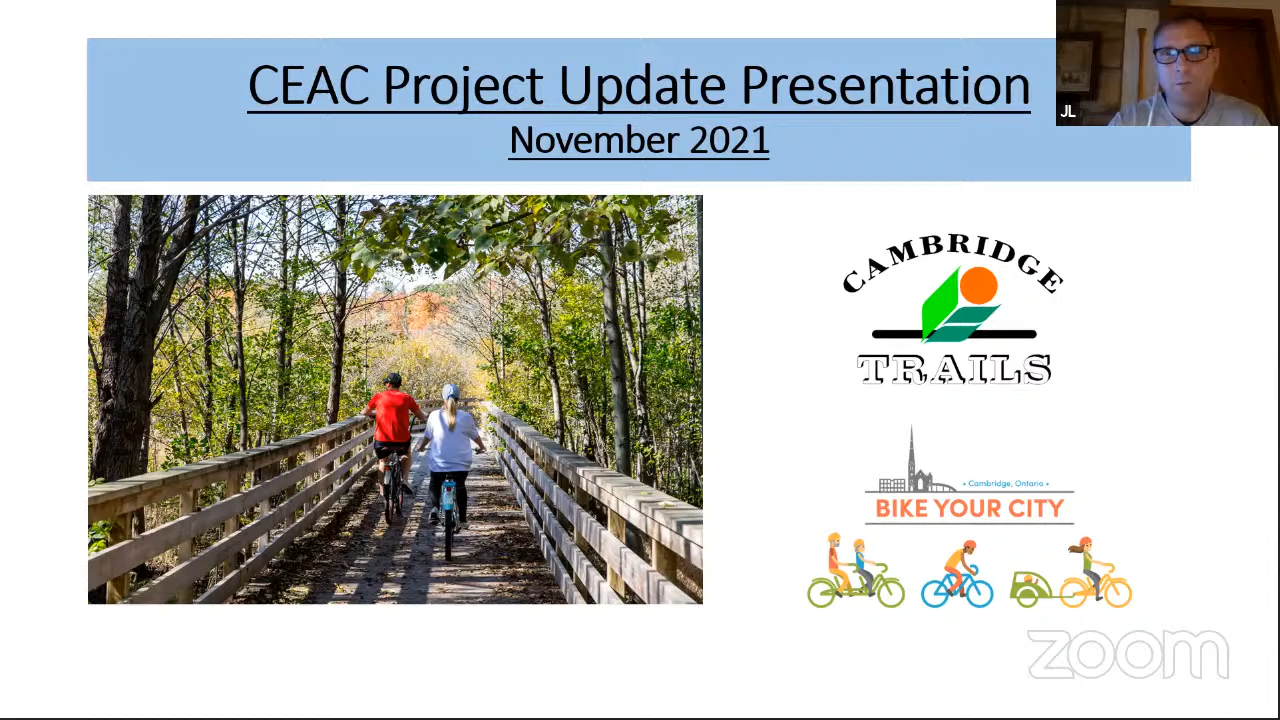 CEAC Project Update Presentation
November 2021
JL
CAMBRIDGE
TRAILS
• Cambridge, Ontario •
BIKE YOUR CITY
zoom